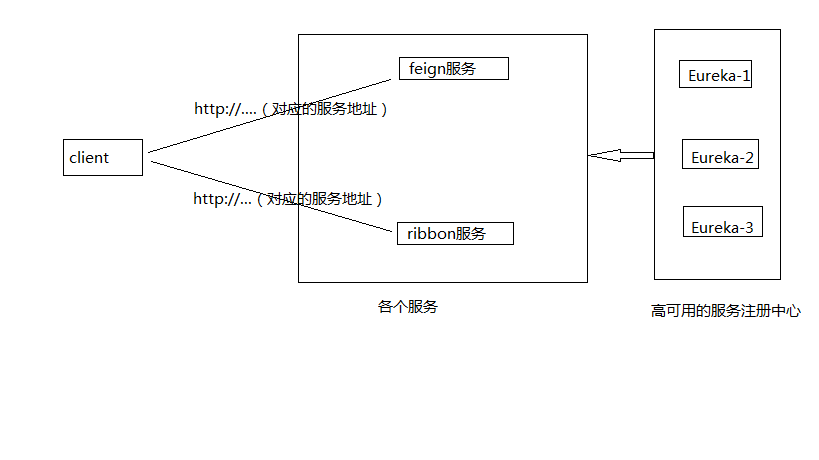 feign服务
http://....（对应的服务地址）
client
http://...（对应的服务地址）
ribbon服务
各个服务
Eureka-1
Eureka-2
Eureka-3
高可用的服务注册中心